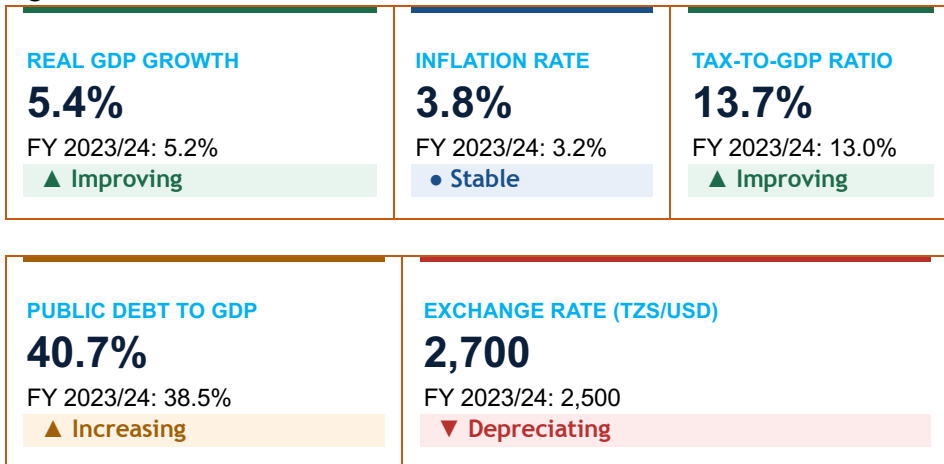 REAL GDP GROWTH
5.4%
FY 2023/24: 5.2%
▲ Improving
INFLATION RATE
3.8%
FY 2023/24: 3.2%
● Stable
TAX-TO-GDP RATIO
13.7%
FY 2023/24: 13.0%
▲ Improving
PUBLIC DEBT TO GDP
40.7%
FY 2023/24: 38.5%
▲ Increasing
EXCHANGE RATE (TZS/USD)
2,700
FY 2023/24: 2,500
▼ Depreciating